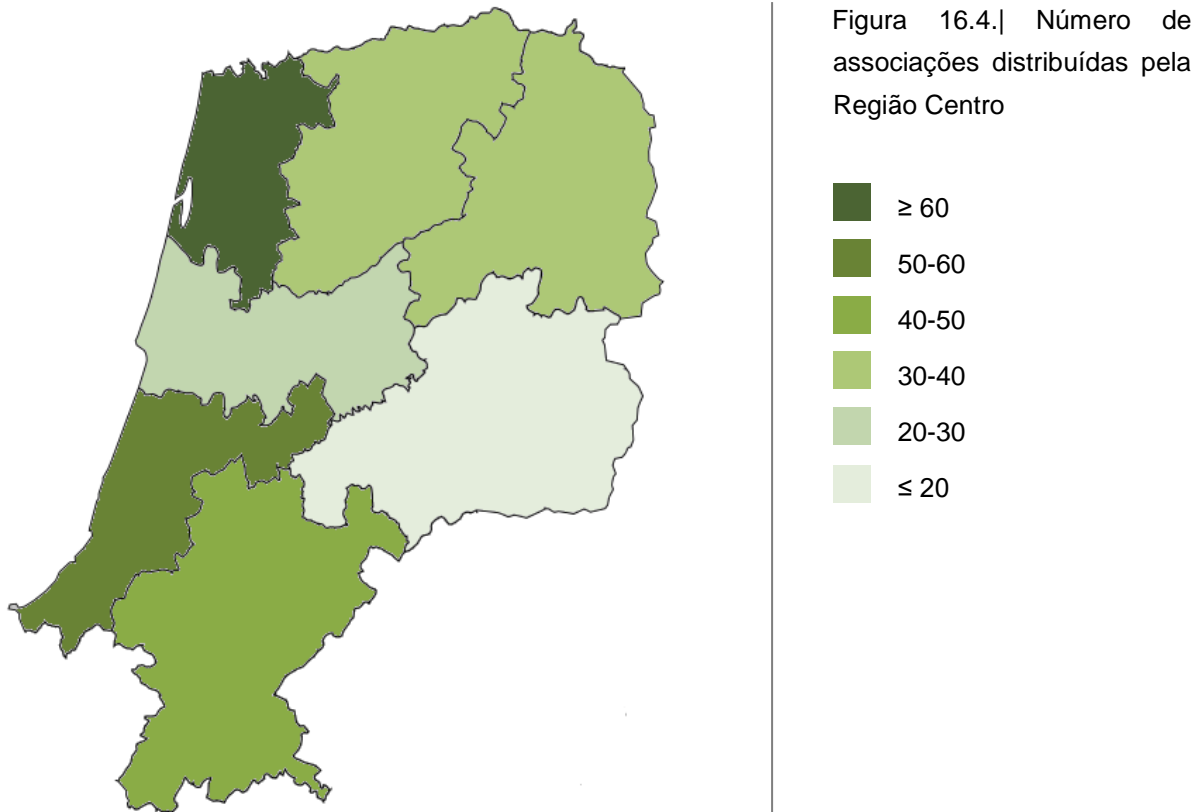 Figura 16.4.| Número de
associações distribuídas pela
Região Centro
≥ 60
50-60
40-50
30-40
20-30
≤ 20